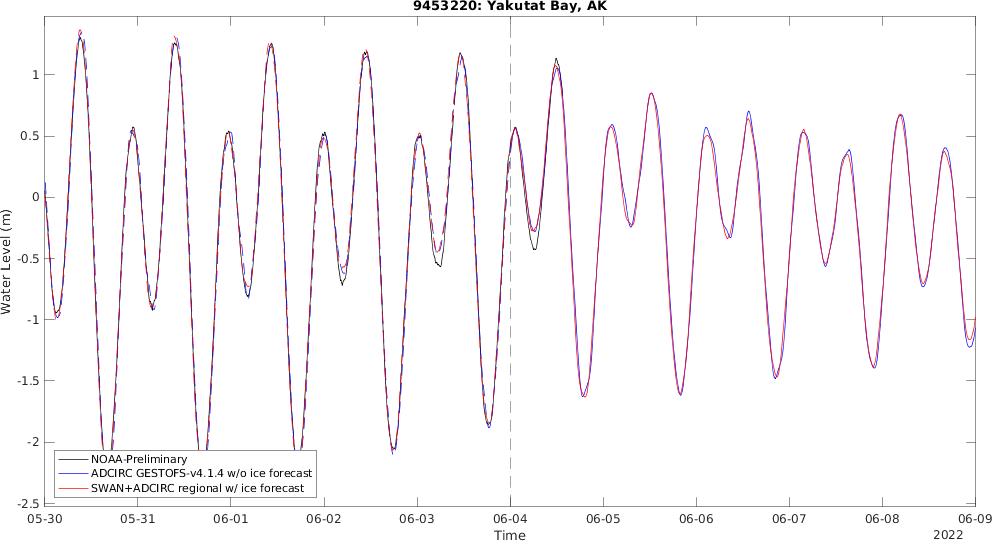 9453220: Yakutat Bay, AK
Water Level (m)
1
0.5
0
-0.5
-1
-1.5
-2
-2.5
NOAA-Preliminary
ADCIRC GESTOFS-v4.1.4 w/o ice forecast
SWAN+ADCIRC regional w/ ice forecast
05-30 05-31 06-01 06-02 06-03 06-04 06-05 06-06 06-07 06-08 06-09
Time
2022